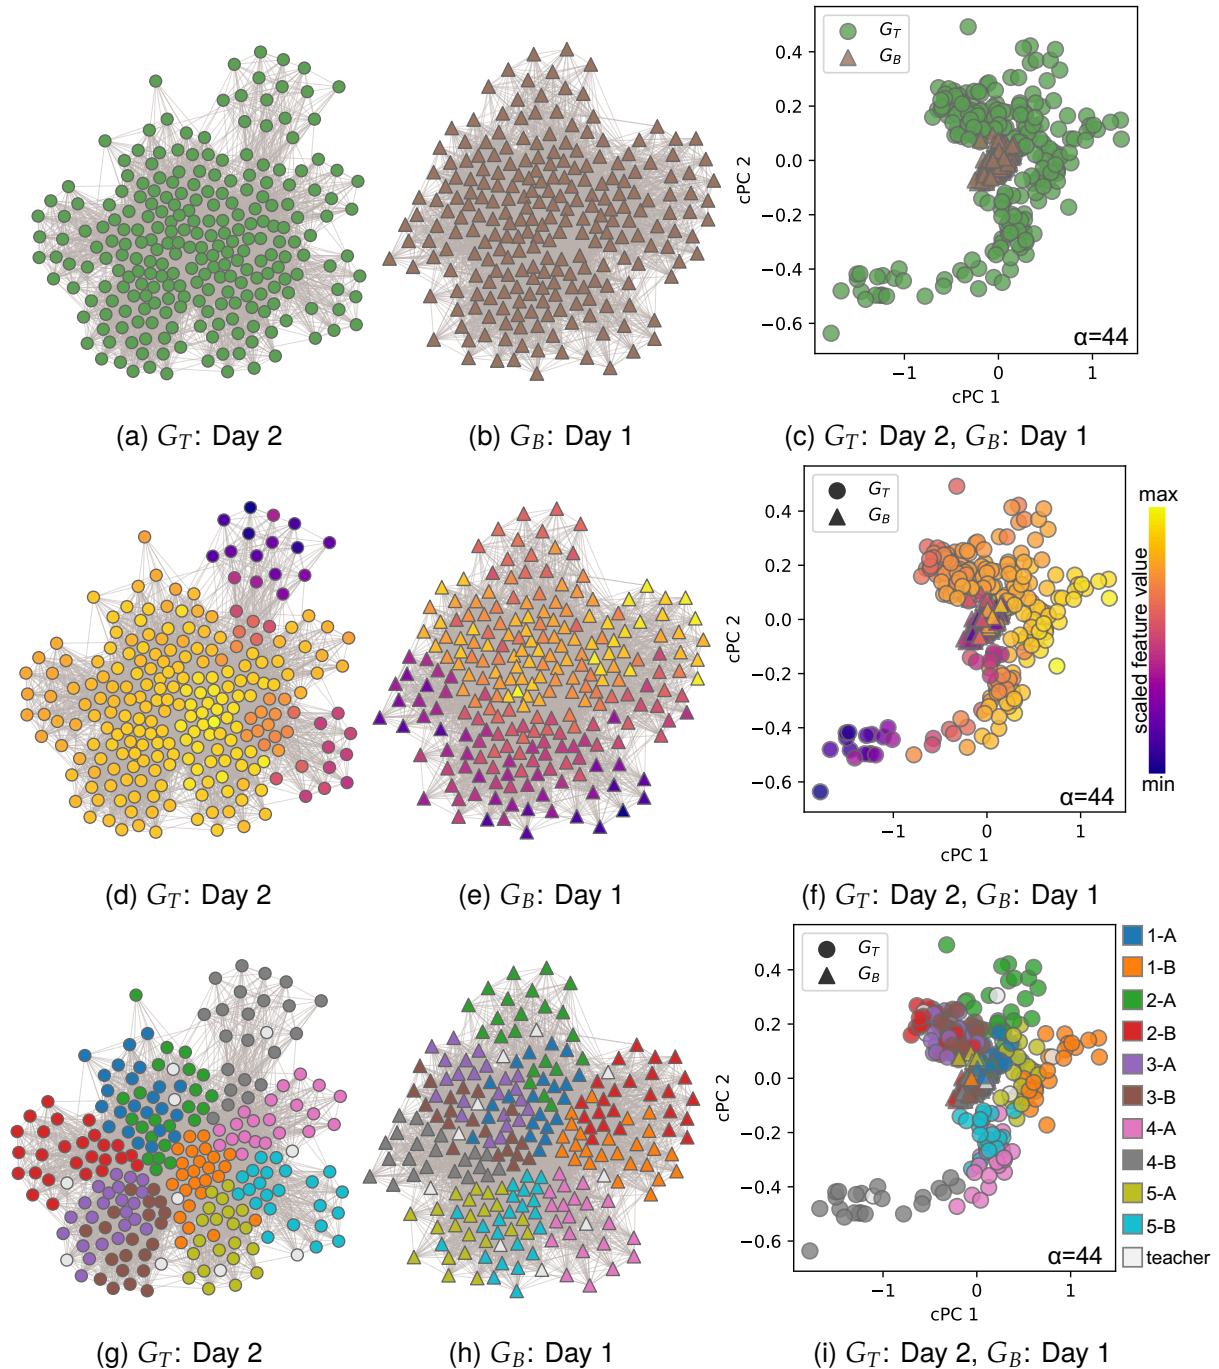 G_T
G_B
0.4
0.2
0.0
−0.2
−0.4
−0.6
cPC 2
−1
0
1
cPC 1
α=44
(a) G_T: Day 2
(b) G_B: Day 1
(c) G_T: Day 2, G_B: Day 1
G_T
G_B
0.4
0.2
0.0
−0.2
−0.4
−0.6
cPC 2
−1
0
1
cPC 1
α=44
max
scaled feature value
min
(d) G_T: Day 2
(e) G_B: Day 1
(f) G_T: Day 2, G_B: Day 1
G_T
G_B
0.4
0.2
0.0
−0.2
−0.4
−0.6
cPC 2
−1
0
1
cPC 1
α=44
1-A
1-B
2-A
2-B
3-A
3-B
4-A
4-B
5-A
5-B
teacher
(g) G_T: Day 2
(h) G_B: Day 1
(i) G_T: Day 2, G_B: Day 1